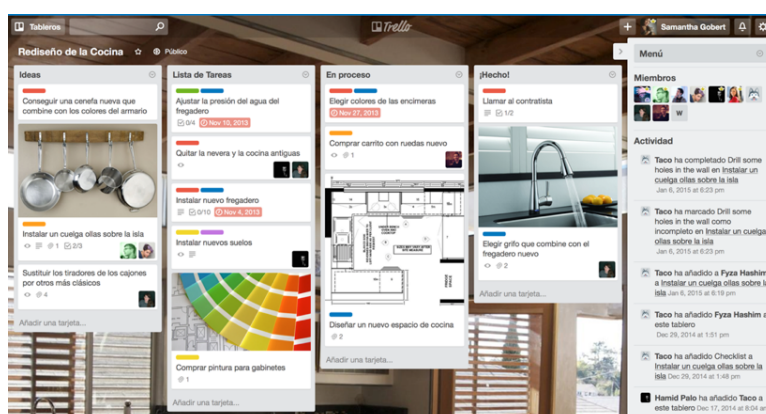 Tableros
Trello
Samantha Gobert
Rediseño de la Cocina
Público
Ideas
Conseguir una cenefa nueva que
combine con los colores del armario
Instalar un cuelga ollas sobre la isla
1 2/3
Sustituir los tiradores de los cajones
por otros más clásicos
4
Añadir una tarjeta...
Lista de Tareas
Ajustar la presión del agua del
fregadero
0/4 Nov 10, 2013
Quitar la nevera y la cocina antiguas
Instalar nuevo fregadero
0/10 Nov 4, 2013
Instalar nuevos suelos
Comprar pintura para gabinetes
1
Añadir una tarjeta...
En proceso
Elegir colores de las encimeras
Nov 27, 2013
Comprar carrito con ruedas nuevo
1
Diseñar un nuevo espacio de cocina
2
Añadir una tarjeta...
¡Hecho!
Llamar al contratista
1/2
Elegir grifo que combine con el
fregadero nuevo
2
Añadir una tarjeta...
Menú
Miembros
W
Actividad
Taco ha completado Drill some
holes in the wall en Instalar un
cuelga ollas sobre la isla
Jan 6, 2015 at 6:23 pm
Taco ha marcado Drill some
holes in the wall como
incompleto en Instalar un cuelga
ollas sobre la isla
Jan 6, 2015 at 6:23 pm
Taco ha añadido a Fyza Hashim
a Instalar un cuelga ollas sobre la
isla Jan 6, 2015 at 6:19 pm
Taco ha añadido Fyza Hashim a
este tablero
Dec 29, 2014 at 1:51 pm
Taco ha añadido Checklist a
Instalar un cuelga ollas sobre la
isla Dec 29, 2014 at 1:48 pm
Hamid Palo ha añadido Taco a
este tablero Dec 17, 2014 at 8:04 am